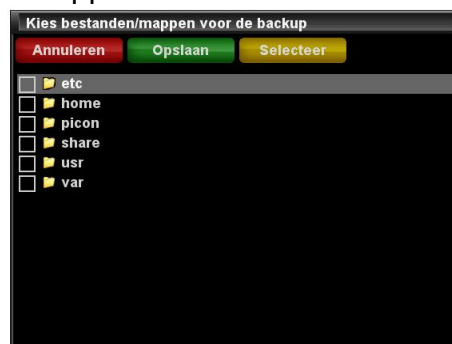 Kies bestanden/mappen voor de backup
Annuleren Opslaan Selecteer
etc
home
picon
share
usr
var